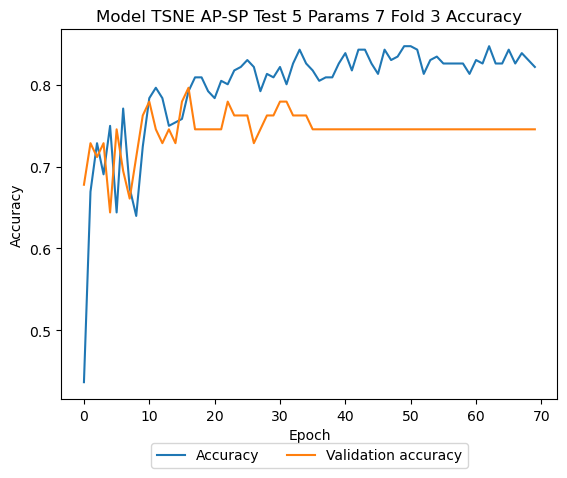 Model TSNE AP-SP Test 5 Params 7 Fold 3 Accuracy
0.8
0.7
0.6
0.5
Accuracy
0 10 20 30 40 50 60 70
Epoch
Accuracy Validation accuracy